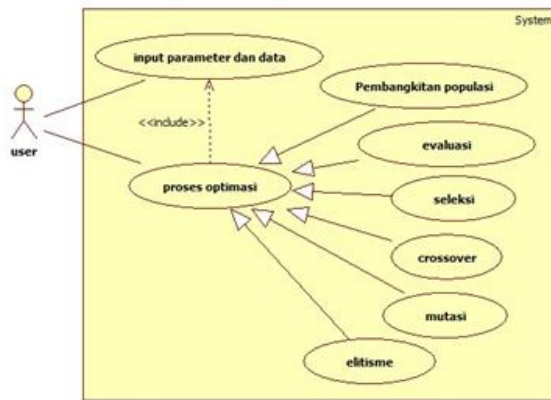 System
input parameter dan data
Pembangkitan populasi
<<include>>
evaluasi
user
proses optimasi
seleksi
crossover
mutasi
elitisme